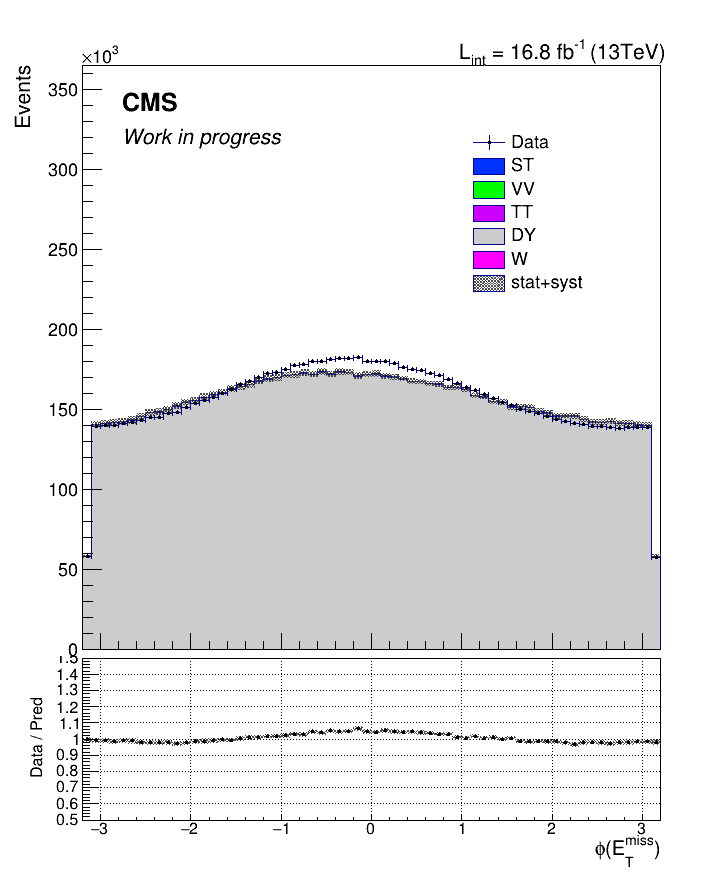 ×10³
L_int = 16.8 fb⁻¹ (13TeV)
Events
350
300
250
200
150
100
50
0
CMS
Work in progress
Data
ST
VV
TT
DY
W
stat+syst
Data / Pred
1.5
1.4
1.3
1.2
1.1
1
0.9
0.8
0.7
0.6
0.5
−3 −2 −1 0 1 2 3
ϕ(E_T^miss)